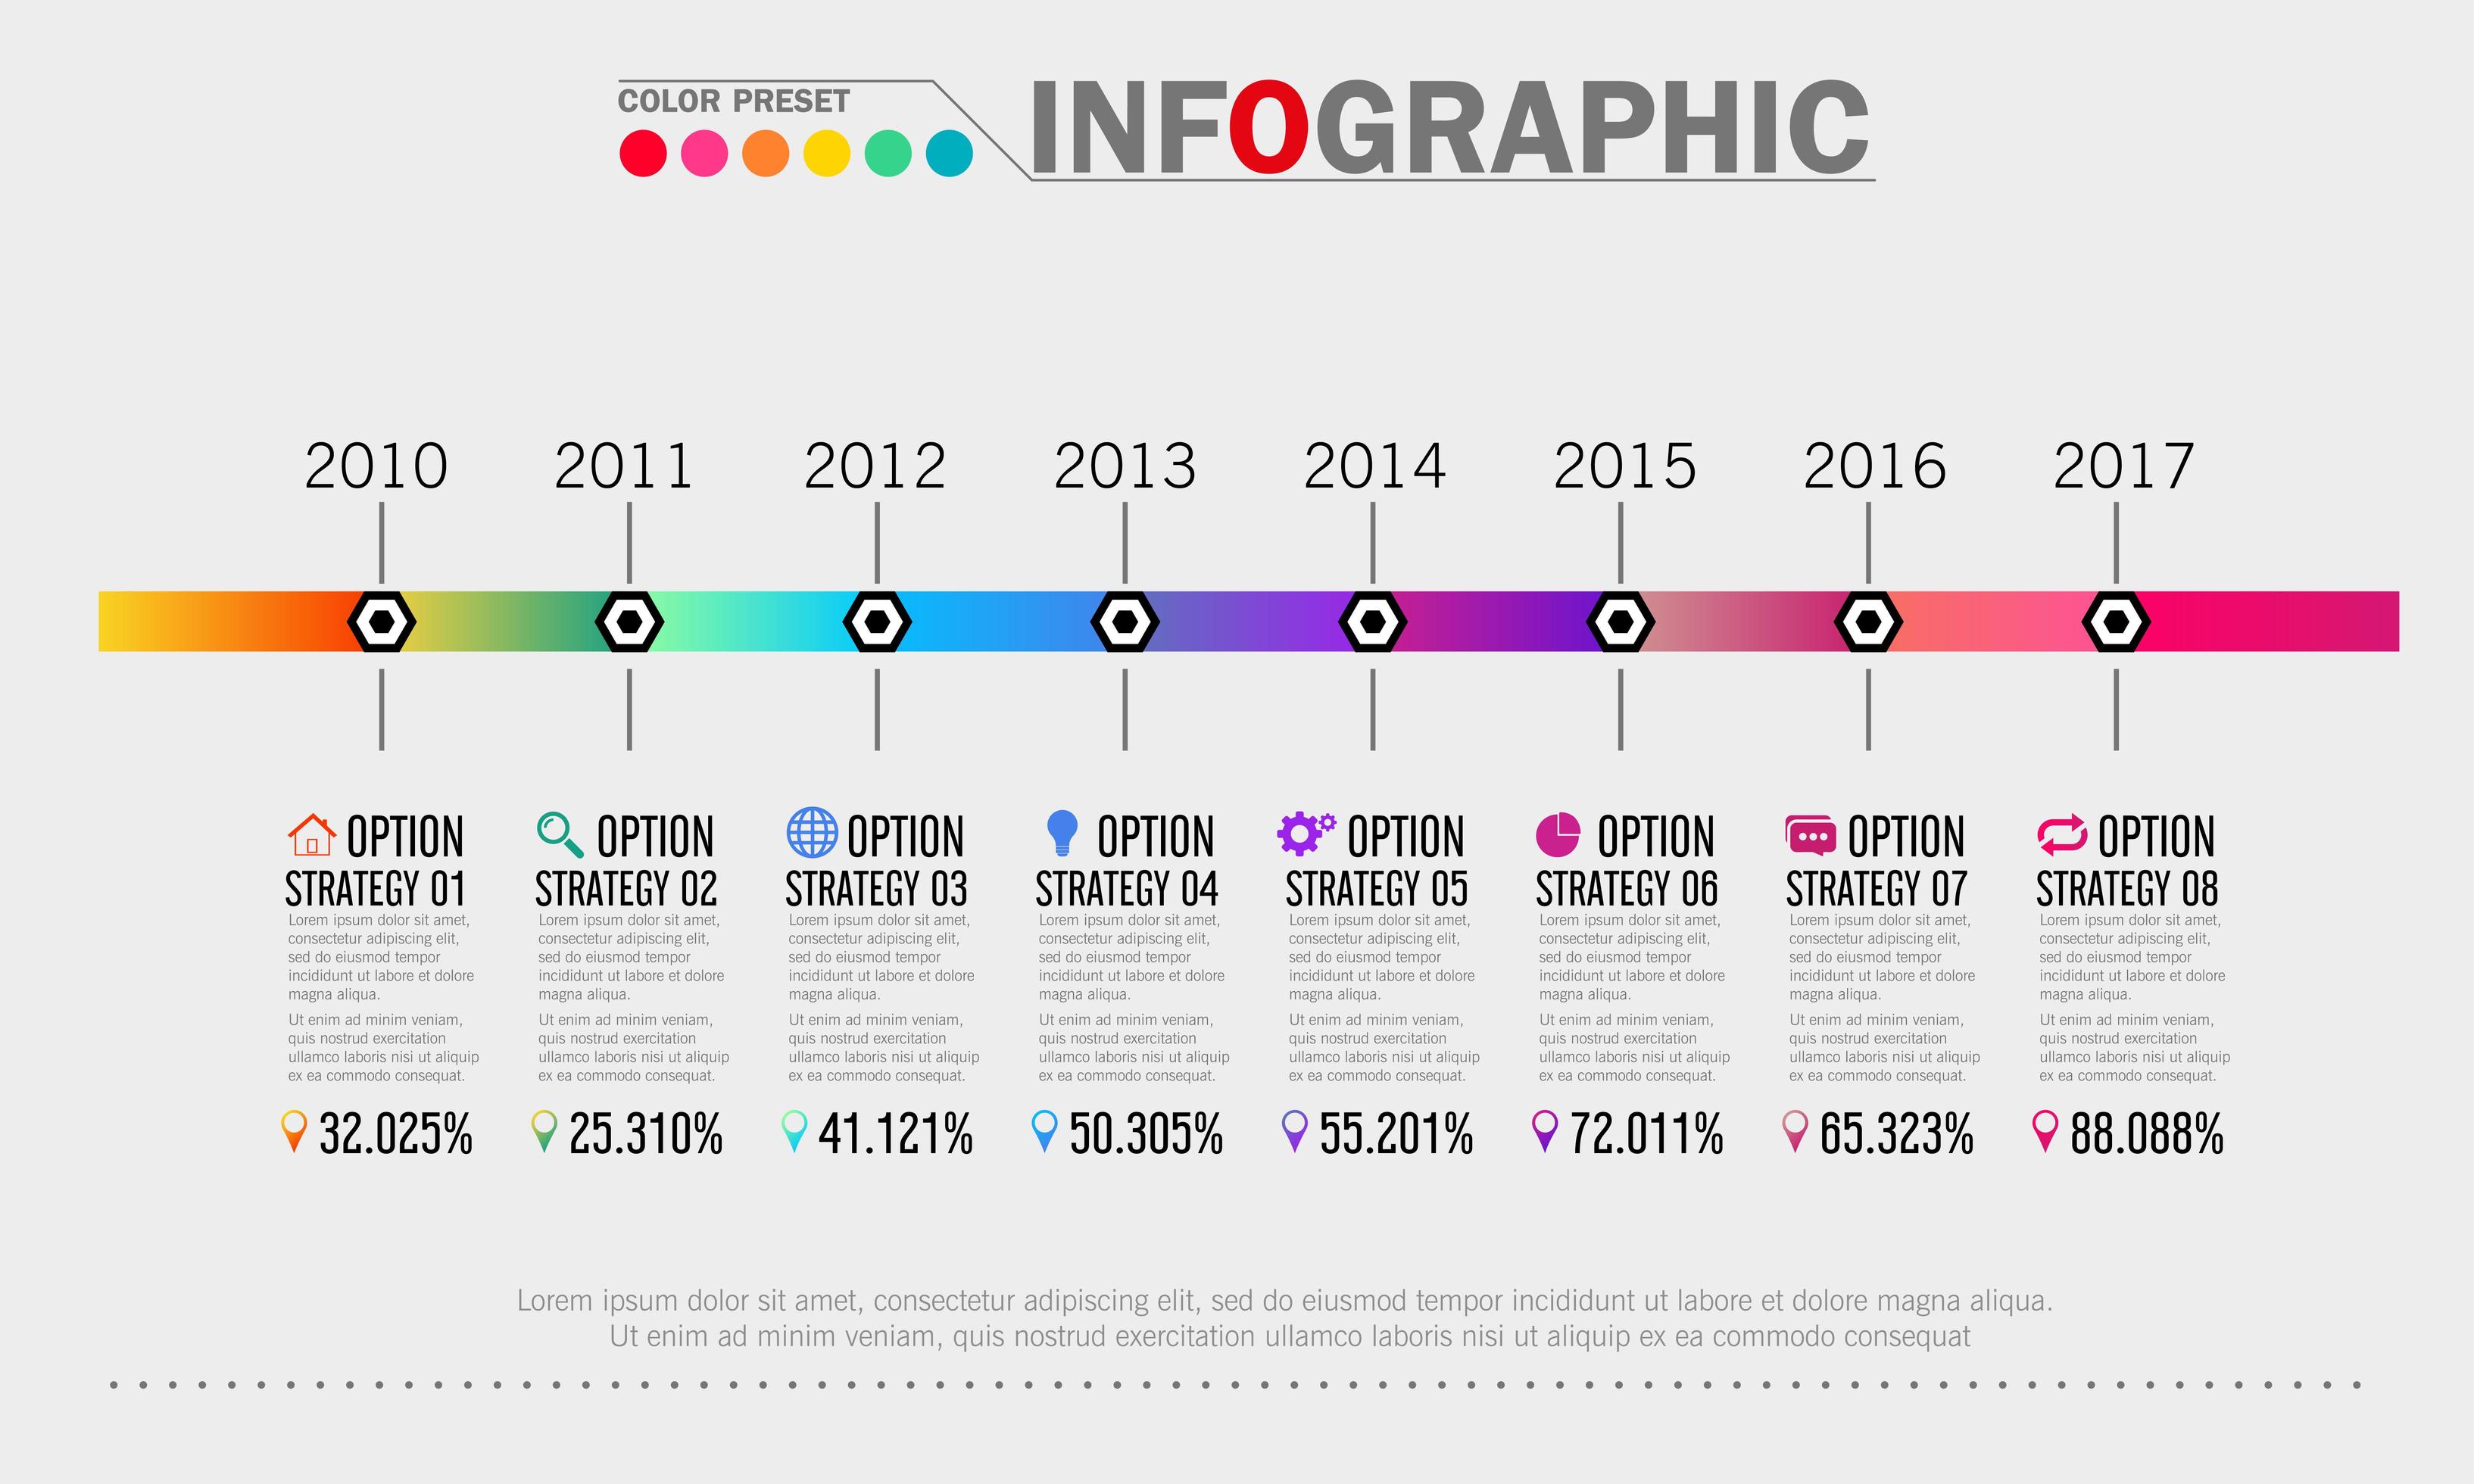 COLOR PRESET
INFOGRAPHIC
2010
2011
2012
2013
2014
2015
2016
2017
OPTION
STRATEGY 01
Lorem ipsum dolor sit amet,
consectetur adipiscing elit,
sed do eiusmod tempor
incididunt ut labore et dolore
magna aliqua.
Ut enim ad minim veniam,
quis nostrud exercitation
ullamco laboris nisi ut aliquip
ex ea commodo consequat.
32.025%
OPTION
STRATEGY 02
Lorem ipsum dolor sit amet,
consectetur adipiscing elit,
sed do eiusmod tempor
incididunt ut labore et dolore
magna aliqua.
Ut enim ad minim veniam,
quis nostrud exercitation
ullamco laboris nisi ut aliquip
ex ea commodo consequat.
25.310%
OPTION
STRATEGY 03
Lorem ipsum dolor sit amet,
consectetur adipiscing elit,
sed do eiusmod tempor
incididunt ut labore et dolore
magna aliqua.
Ut enim ad minim veniam,
quis nostrud exercitation
ullamco laboris nisi ut aliquip
ex ea commodo consequat.
41.121%
OPTION
STRATEGY 04
Lorem ipsum dolor sit amet,
consectetur adipiscing elit,
sed do eiusmod tempor
incididunt ut labore et dolore
magna aliqua.
Ut enim ad minim veniam,
quis nostrud exercitation
ullamco laboris nisi ut aliquip
ex ea commodo consequat.
50.305%
OPTION
STRATEGY 05
Lorem ipsum dolor sit amet,
consectetur adipiscing elit,
sed do eiusmod tempor
incididunt ut labore et dolore
magna aliqua.
Ut enim ad minim veniam,
quis nostrud exercitation
ullamco laboris nisi ut aliquip
ex ea commodo consequat.
55.201%
OPTION
STRATEGY 06
Lorem ipsum dolor sit amet,
consectetur adipiscing elit,
sed do eiusmod tempor
incididunt ut labore et dolore
magna aliqua.
Ut enim ad minim veniam,
quis nostrud exercitation
ullamco laboris nisi ut aliquip
ex ea commodo consequat.
72.011%
OPTION
STRATEGY 07
Lorem ipsum dolor sit amet,
consectetur adipiscing elit,
sed do eiusmod tempor
incididunt ut labore et dolore
magna aliqua.
Ut enim ad minim veniam,
quis nostrud exercitation
ullamco laboris nisi ut aliquip
ex ea commodo consequat.
65.323%
OPTION
STRATEGY 08
Lorem ipsum dolor sit amet,
consectetur adipiscing elit,
sed do eiusmod tempor
incididunt ut labore et dolore
magna aliqua.
Ut enim ad minim veniam,
quis nostrud exercitation
ullamco laboris nisi ut aliquip
ex ea commodo consequat.
88.088%
Lorem ipsum dolor sit amet, consectetur adipiscing elit, sed do eiusmod tempor incididunt ut labore et dolore magna aliqua.
Ut enim ad minim veniam, quis nostrud exercitation ullamco laboris nisi ut aliquip ex ea commodo consequat